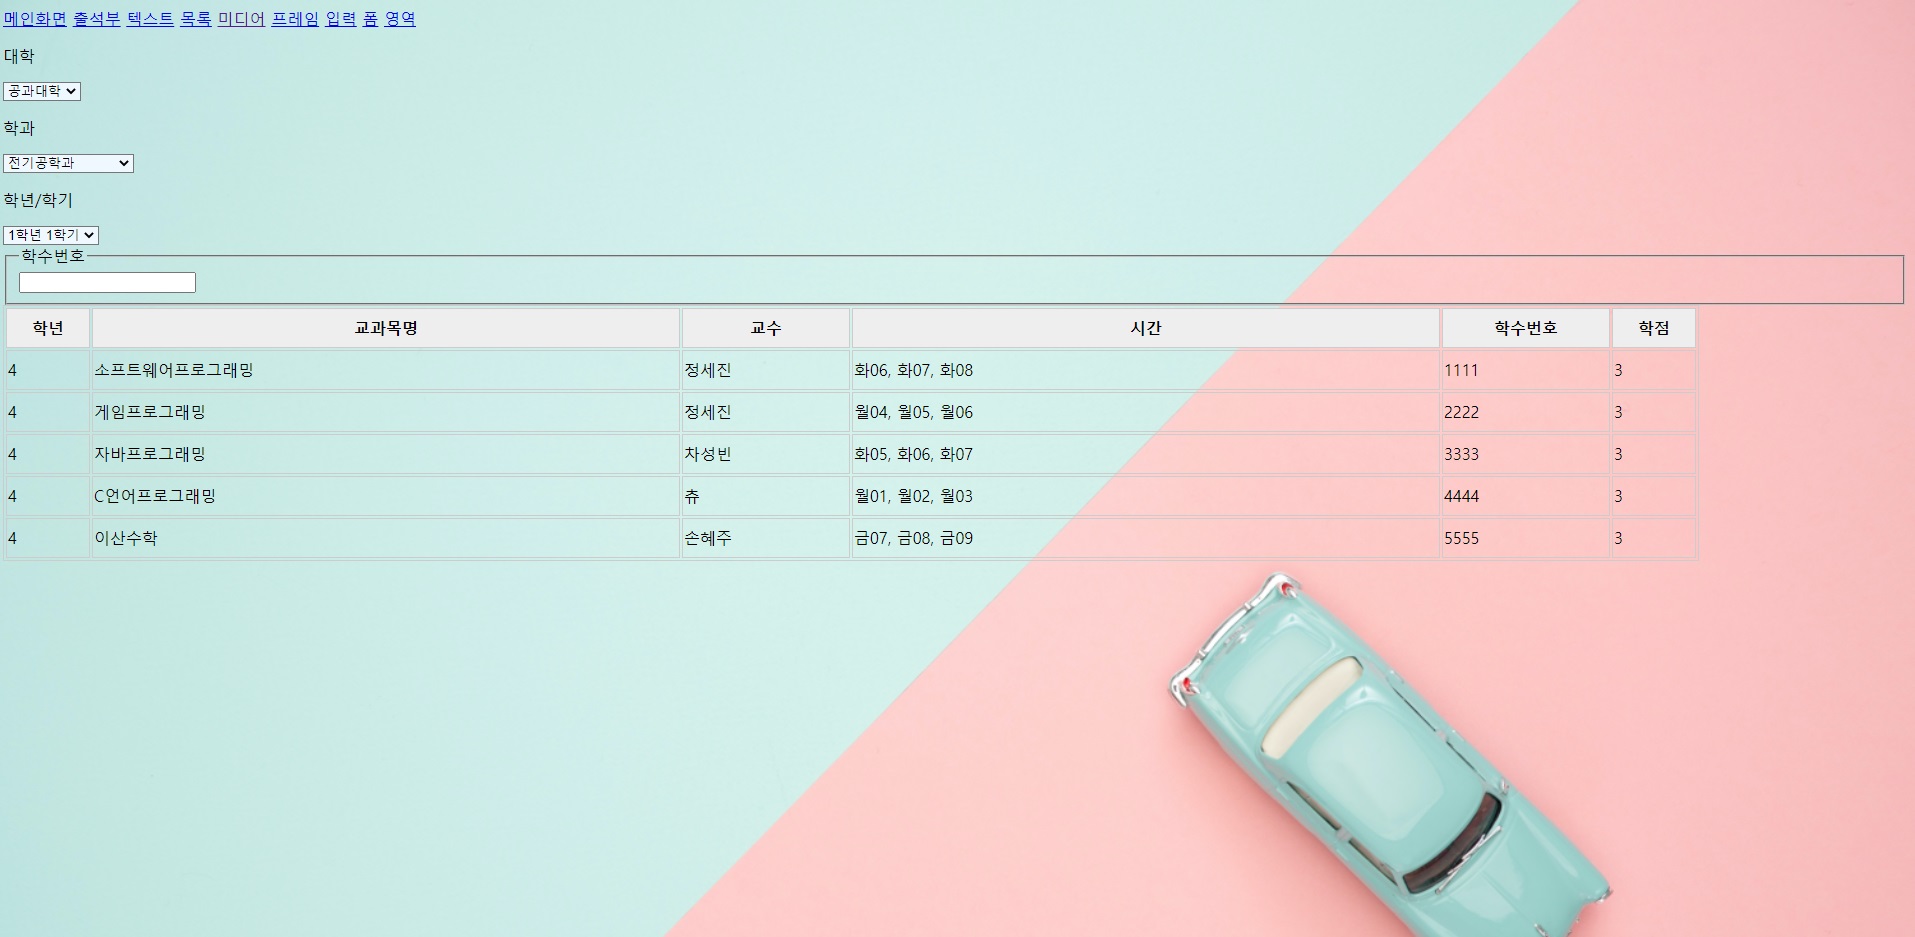 메인화면 출석부 텍스트 목록 미디어 프레임 입력 폼 영역
대학
공과대학
학과
전기공학과
학년/학기
1학년 1학기
학수번호
학년 교과목명 교수 시간 학수번호 학점
4 소프트웨어프로그래밍 정세진 화06, 화07, 화08 1111 3
4 게임프로그래밍 정세진 월04, 월05, 월06 2222 3
4 자바프로그래밍 차성빈 화05, 화06, 화07 3333 3
4 C언어프로그래밍 츄 월01, 월02, 월03 4444 3
4 이산수학 손혜주 금07, 금08, 금09 5555 3